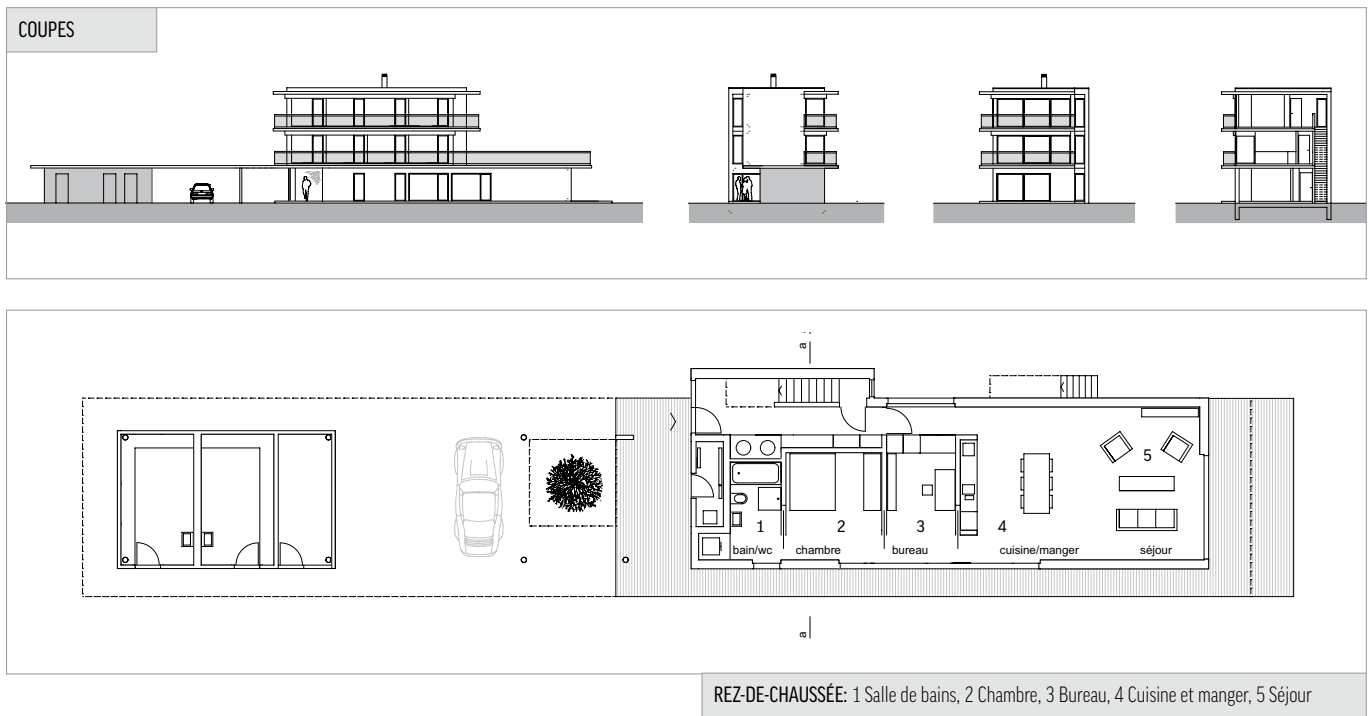 COUPES
a
1
2
3
4
5
bain/wc
chambre
bureau
cuisine/manger
séjour
a
REZ-DE-CHAUSSÉE: 1 Salle de bains, 2 Chambre, 3 Bureau, 4 Cuisine et manger, 5 Séjour